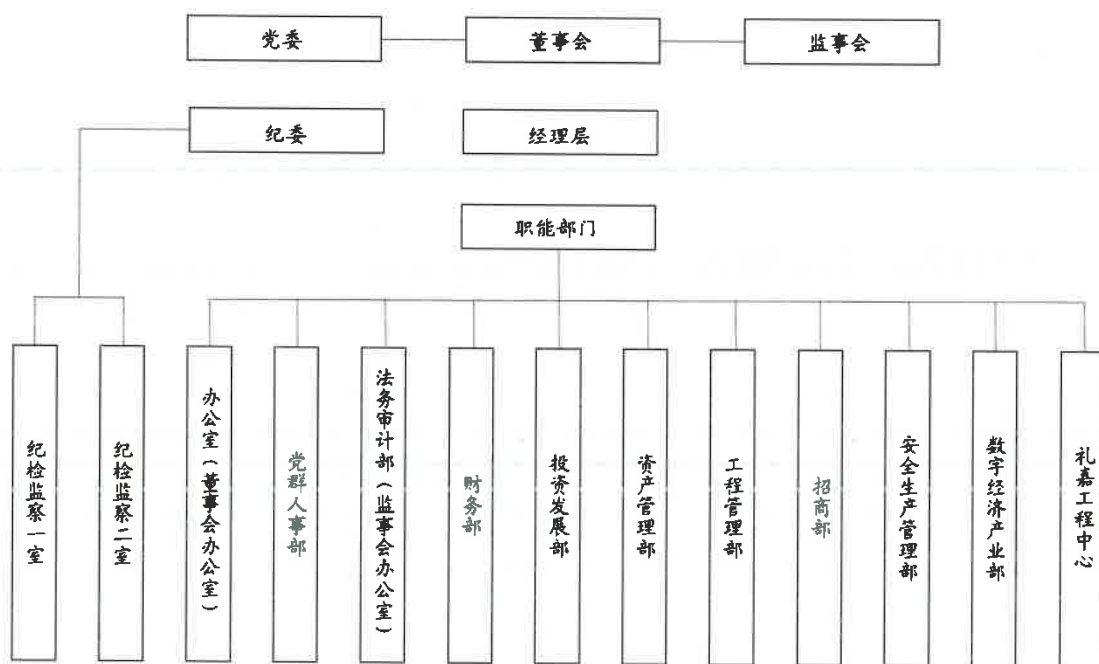 党委
董事会
监事会
纪委
经理层
职能部门
纪检监察一室
纪检监察二室
办公室（董事会办公室）
党群人事部
法务审计部（监事会办公室）
财务部
投资发展部
资产管理部
工程管理部
招商部
安全生产管理部
数字经济产业部
礼嘉工程中心